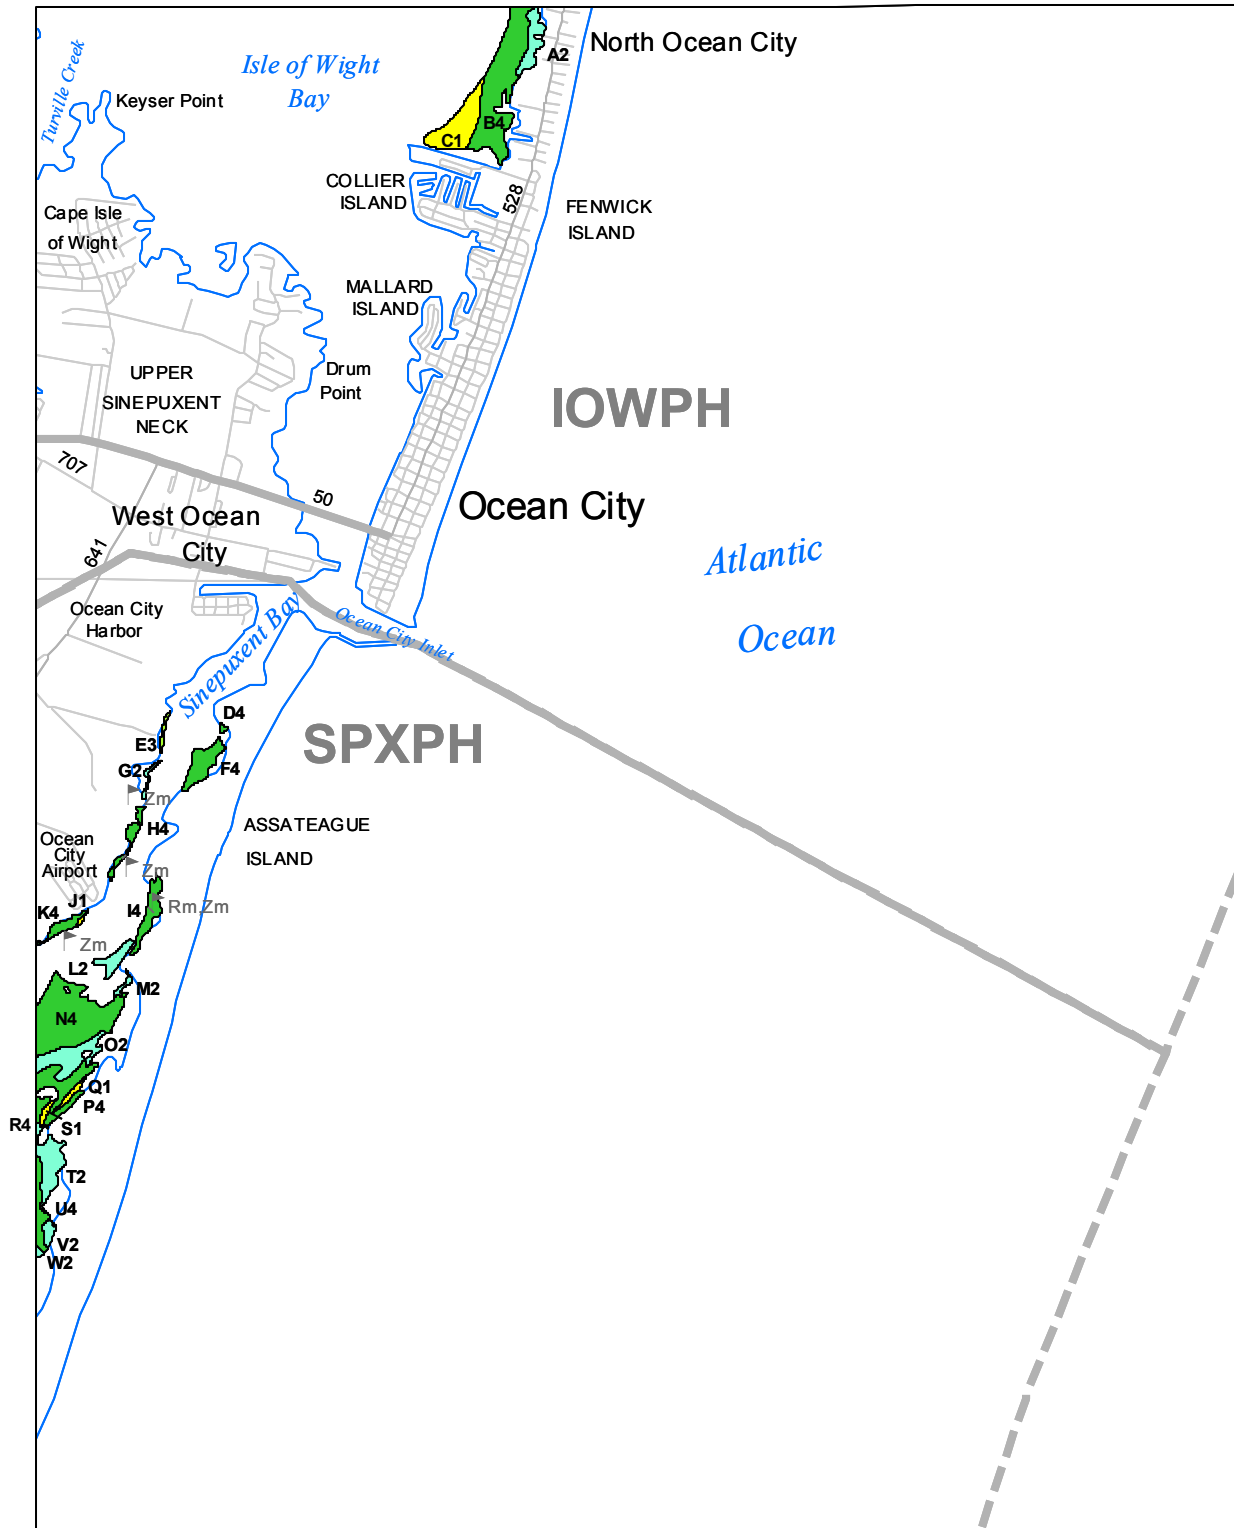 North Ocean City
A2
Isle of Wight
Bay
Turville Creek
Keyser Point
B4
C1
COLLIER
ISLAND
528
FENWICK
ISLAND
Cape Isle
of Wight
MALLARD
ISLAND
Drum
Point
UPPER
SINEPUXENT
NECK
IOWPH
707
50
Ocean City
West Ocean
City
641
Atlantic
Ocean
Ocean City
Harbor
Sinepuxent Bay
Ocean City Inlet
D4
SPXPH
E3
G2
F4
Zm
H4
ASSATEAGUE
ISLAND
Ocean
City
Airport
Zm
J1
K4
I4
Rm,Zm
Zm
L2
M2
N4
O2
Q1
P4
R4
S1
T2
U4
V2
W2